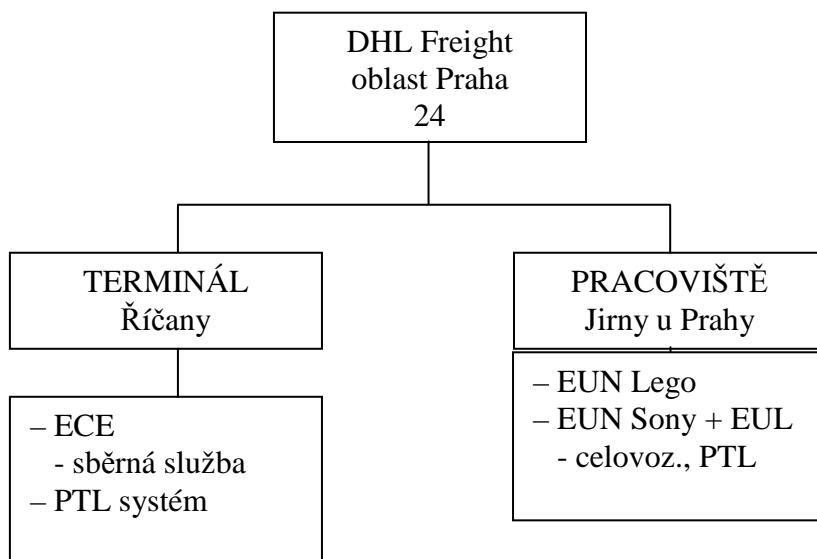 DHL Freight
oblast Praha
24
TERMINÁL
Říčany
PRACOVIŠTĚ
Jirny u Prahy
– ECE
- sběrná služba
– PTL systém
– EUN Lego
– EUN Sony + EUL
- celovoz., PTL